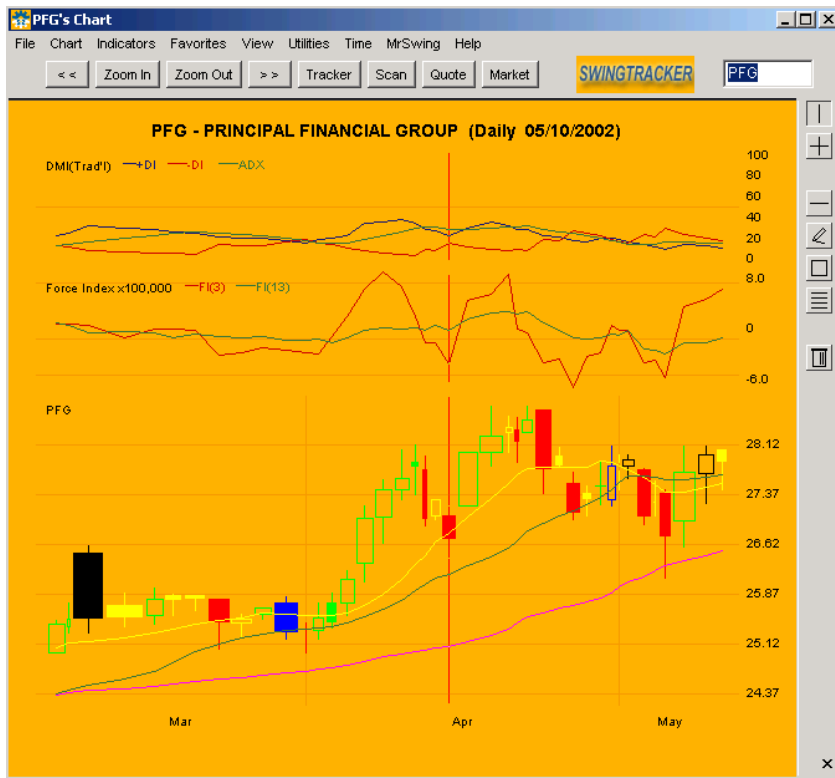 PFG's Chart
File Chart Indicators Favorites View Utilities Time MrSwing Help
< < Zoom In Zoom Out > > Tracker Scan Quote Market SWINGTRACKER PFG
PFG - PRINCIPAL FINANCIAL GROUP (Daily 05/10/2002)
DMI(Trad'l) +DI -DI ADX
100
80
60
40
20
0
Force Index x100,000 FI(3) FI(13)
8.0
0
-6.0
PFG
28.12
27.37
26.62
25.87
25.12
24.37
Mar Apr May